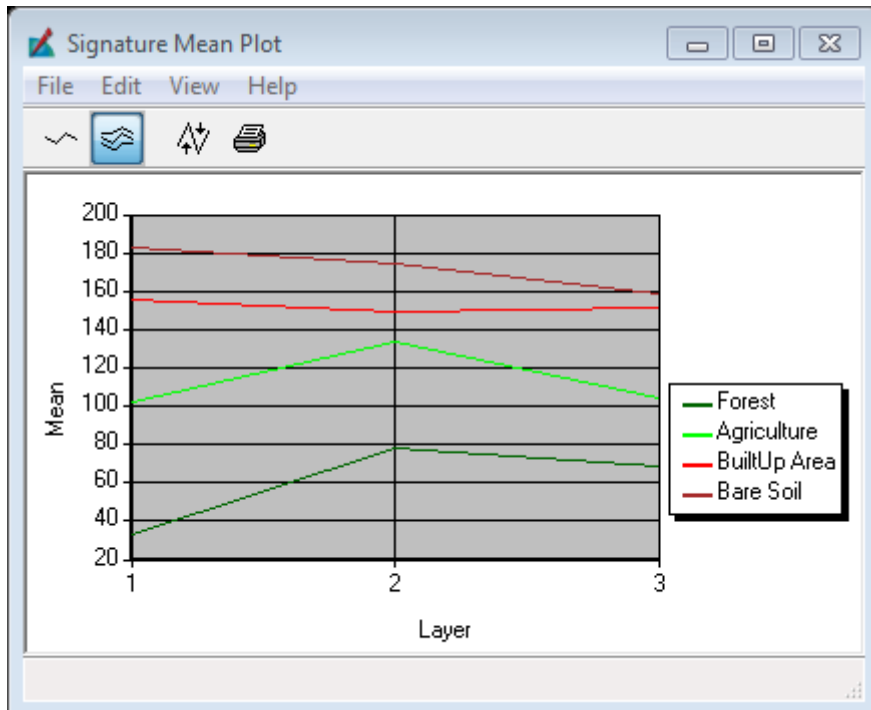 Signature Mean Plot
File Edit View Help
200
180
160
140
120
100
80
60
40
20
Mean
1 2 3
Layer
Forest
Agriculture
BuiltUp Area
Bare Soil